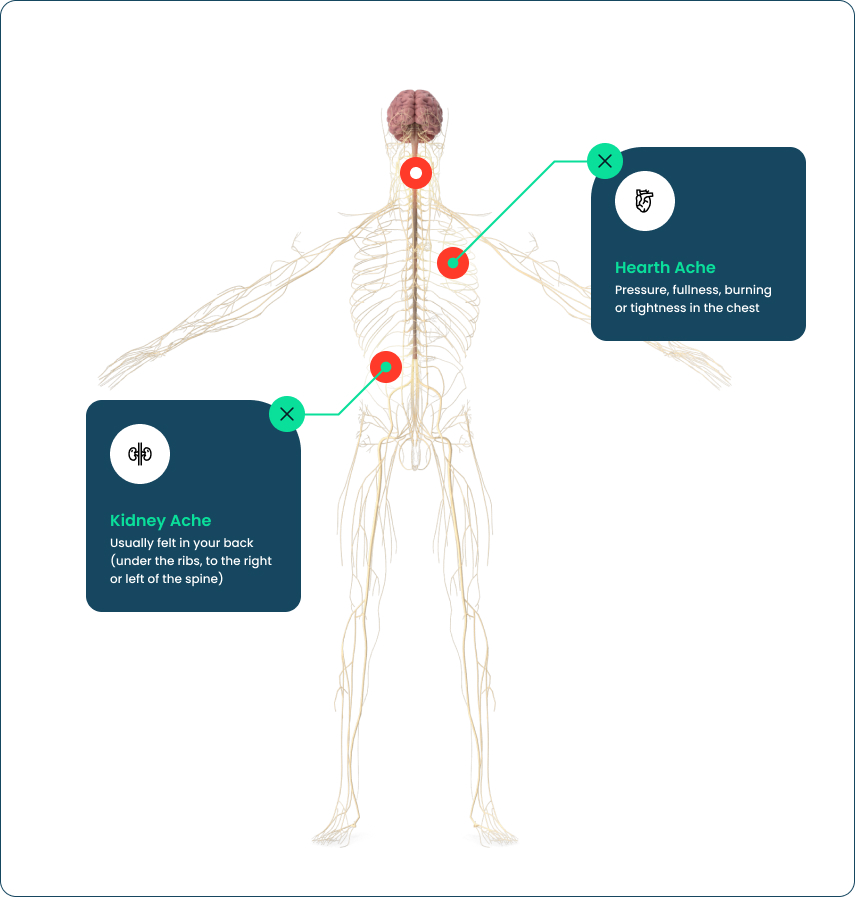 Hearth Ache
Pressure, fullness, burning
or tightness in the chest
Kidney Ache
Usually felt in your back
(under the ribs, to the right
or left of the spine)